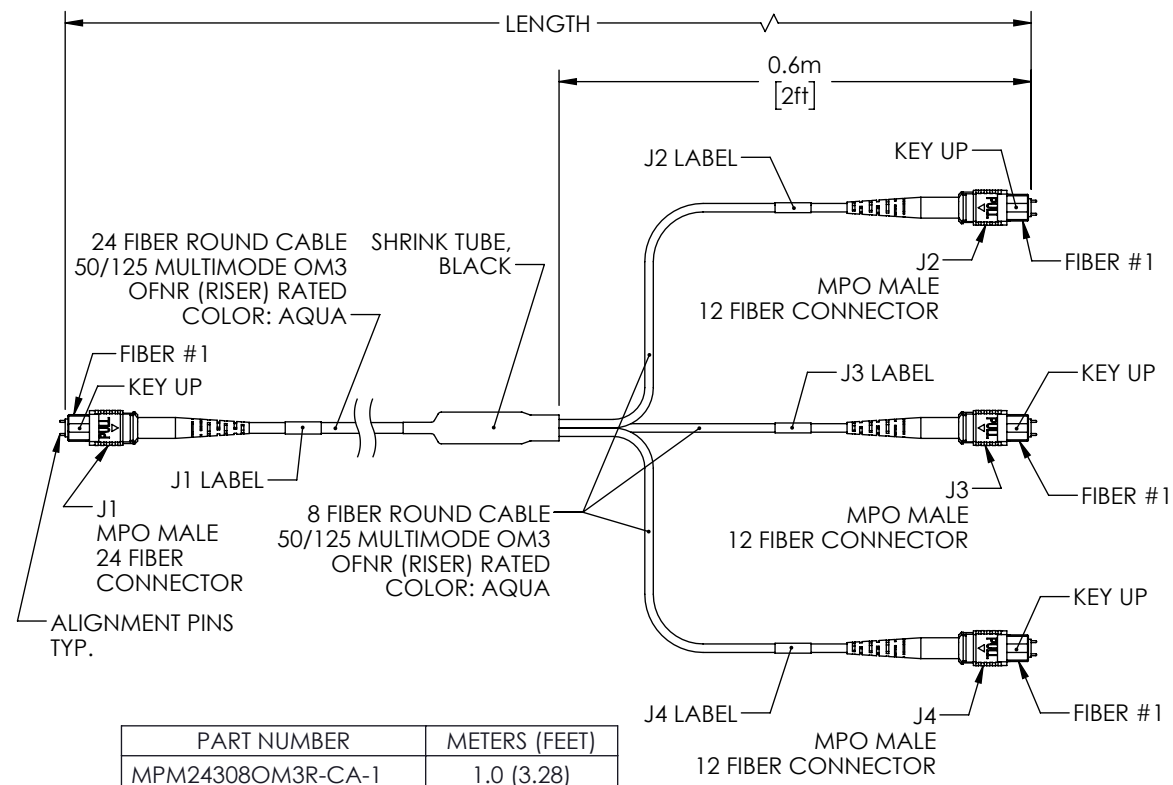 LENGTH
0.6m
[2ft]
J2 LABEL
KEY UP
24 FIBER ROUND CABLE
50/125 MULTIMODE OM3
OFNR (RISER) RATED
COLOR: AQUA
SHRINK TUBE,
BLACK
PULL
J2
MPO MALE
12 FIBER CONNECTOR
FIBER #1
FIBER #1
KEY UP
PULL
J1 LABEL
J1
MPO MALE
24 FIBER
CONNECTOR
ALIGNMENT PINS
TYP.
J3 LABEL
KEY UP
PULL
J3
MPO MALE
12 FIBER CONNECTOR
FIBER #1
8 FIBER ROUND CABLE
50/125 MULTIMODE OM3
OFNR (RISER) RATED
COLOR: AQUA
KEY UP
PULL
J4 LABEL
J4
MPO MALE
12 FIBER CONNECTOR
FIBER #1
PART NUMBER METERS (FEET)
MPM24308OM3R-CA-1 1.0 (3.28)